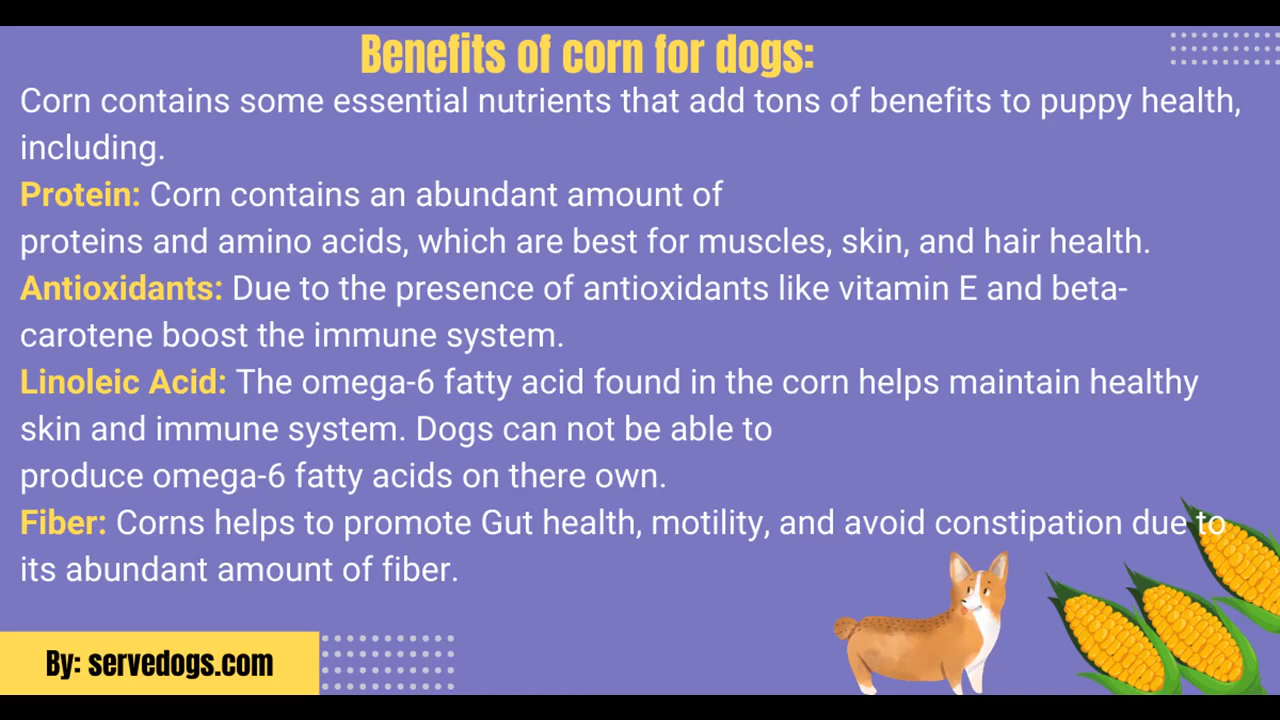 Benefits of corn for dogs:
Corn contains some essential nutrients that add tons of benefits to puppy health,
including.
Protein: Corn contains an abundant amount of
proteins and amino acids, which are best for muscles, skin, and hair health.
Antioxidants: Due to the presence of antioxidants like vitamin E and beta-
carotene boost the immune system.
Linoleic Acid: The omega-6 fatty acid found in the corn helps maintain healthy
skin and immune system. Dogs can not be able to
produce omega-6 fatty acids on there own.
Fiber: Corns helps to promote Gut health, motility, and avoid constipation due to
its abundant amount of fiber.
By: servedogs.com